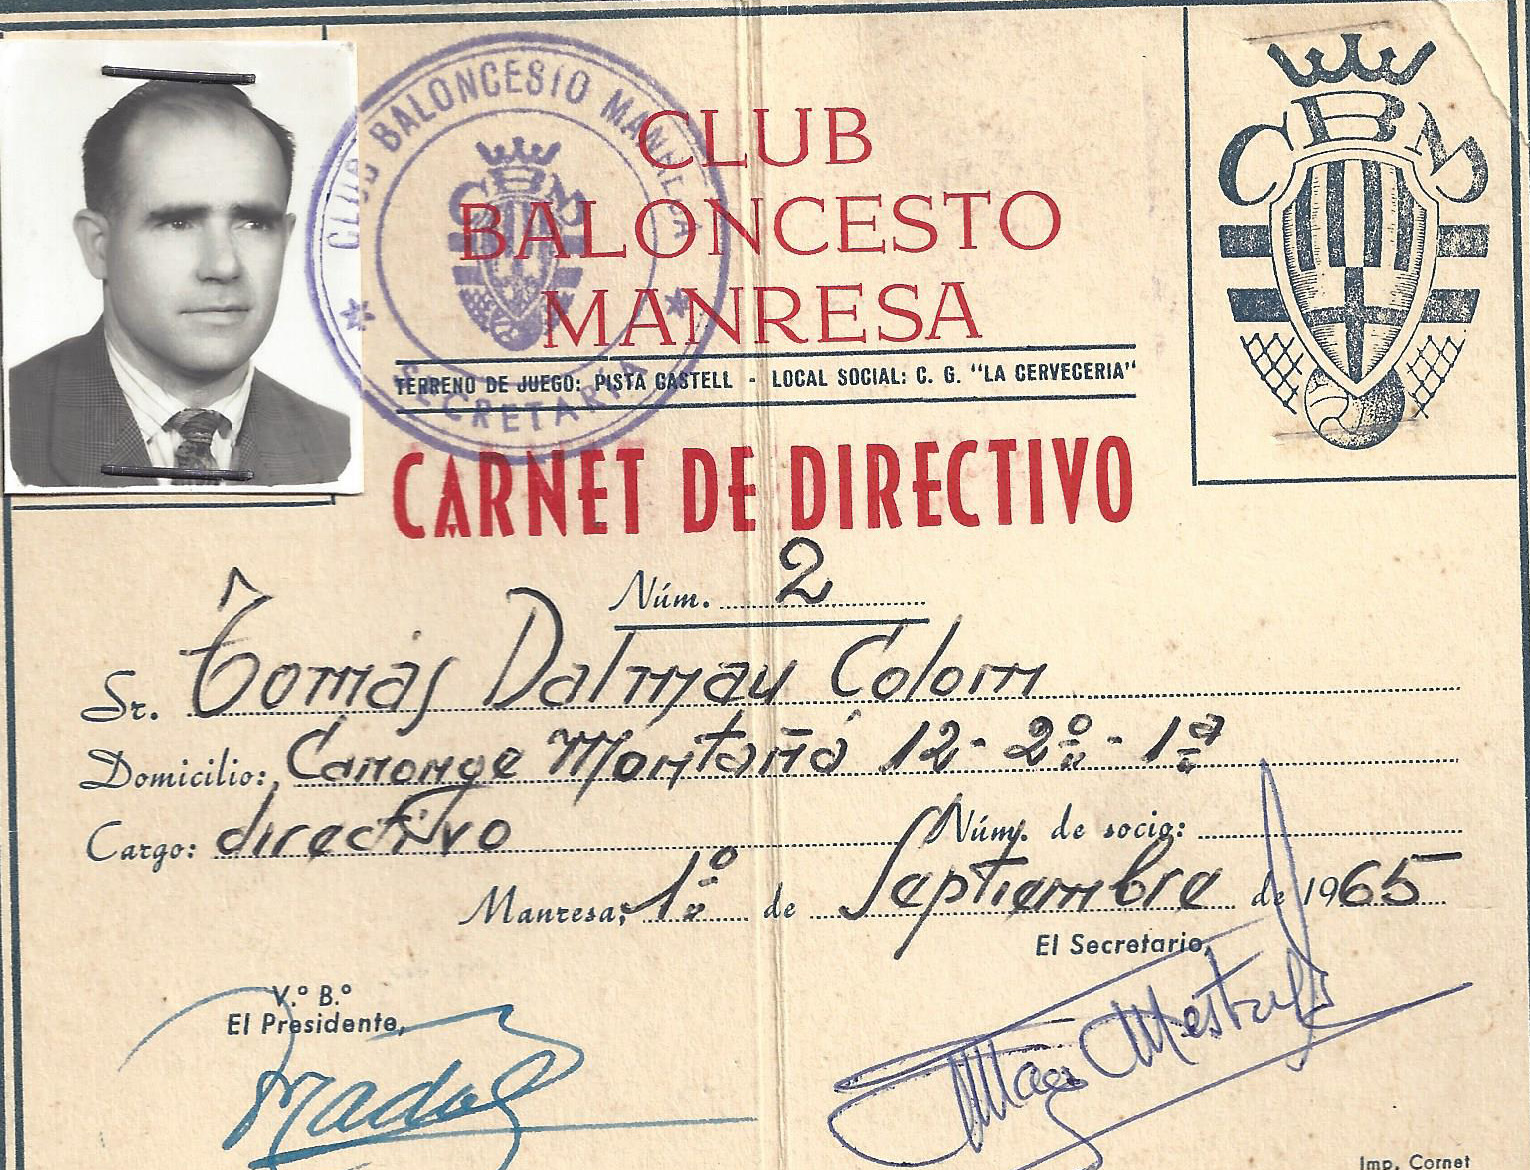 CLUB BALONCESTO MANRESA
SECRETARIA
CBM
CLUB
BALONCESTO
MANRESA
TERRENO DE JUEGO: PISTA CASTELL - LOCAL SOCIAL: C. G. "LA CERVECERIA"
CBM
CARNET DE DIRECTIVO
Núm. 2
Sr. Tomás Dalmau Colom
Domicilio: Canonge Montañá 12 - 2º - 1ª
Cargo: directivo Núm. de socio:
Manresa, 1º de Septiembre de 1965
El Secretario,
V.º B.º
El Presidente,
Imp. Cornet